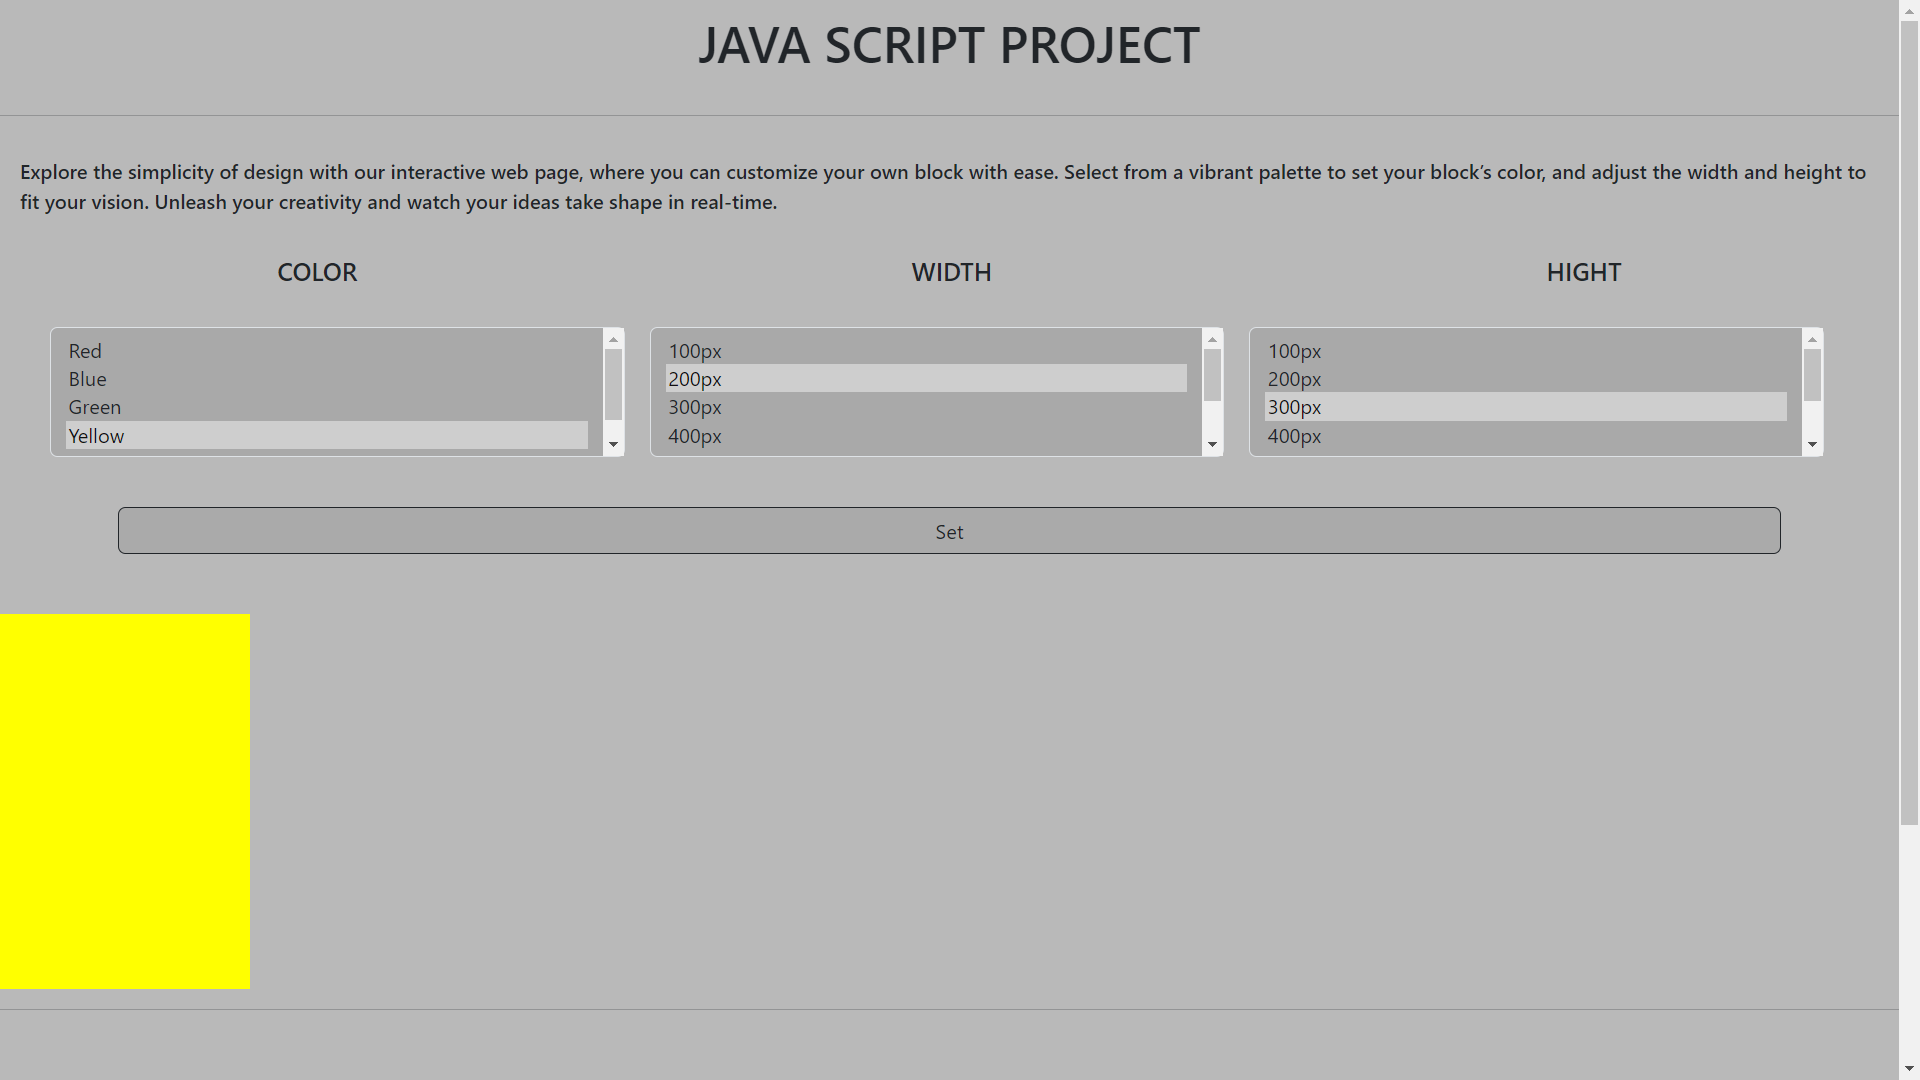 JAVA SCRIPT PROJECT
Explore the simplicity of design with our interactive web page, where you can customize your own block with ease. Select from a vibrant palette to set your block’s color, and adjust the width and height to
fit your vision. Unleash your creativity and watch your ideas take shape in real-time.
COLOR
WIDTH
HIGHT
Red
Blue
Green
Yellow
100px
200px
300px
400px
100px
200px
300px
400px
Set